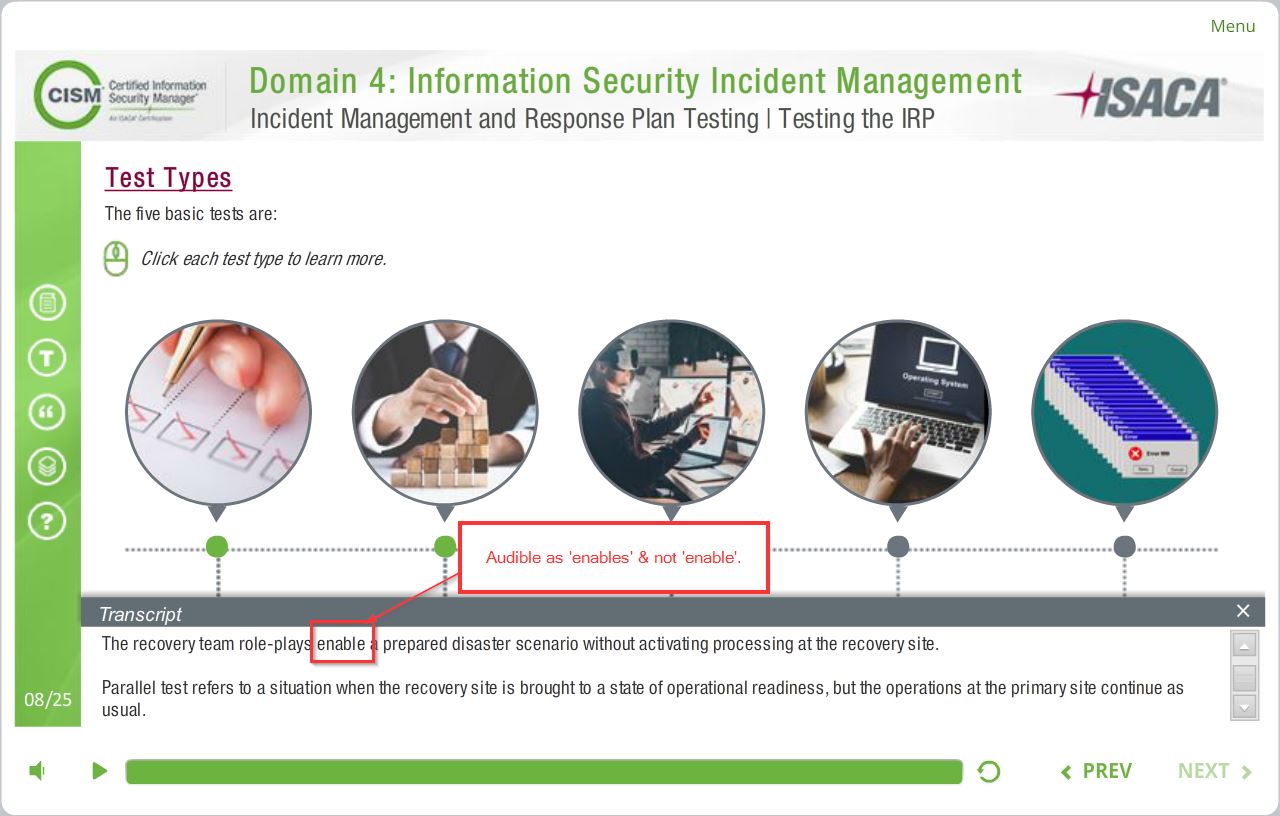 Menu
CISM
Certified Information
Security Manager®
An ISACA® Certification
Domain 4: Information Security Incident Management
Incident Management and Response Plan Testing | Testing the IRP
ISACA®
Test Types
The five basic tests are:
Click each test type to learn more.
T
“
?
Operating System
START
Error
Audible as 'enables' & not 'enable'.
Transcript
The recovery team role-plays enable a prepared disaster scenario without activating processing at the recovery site.
Parallel test refers to a situation when the recovery site is brought to a state of operational readiness, but the operations at the primary site continue as
usual.
08/25
PREV
NEXT